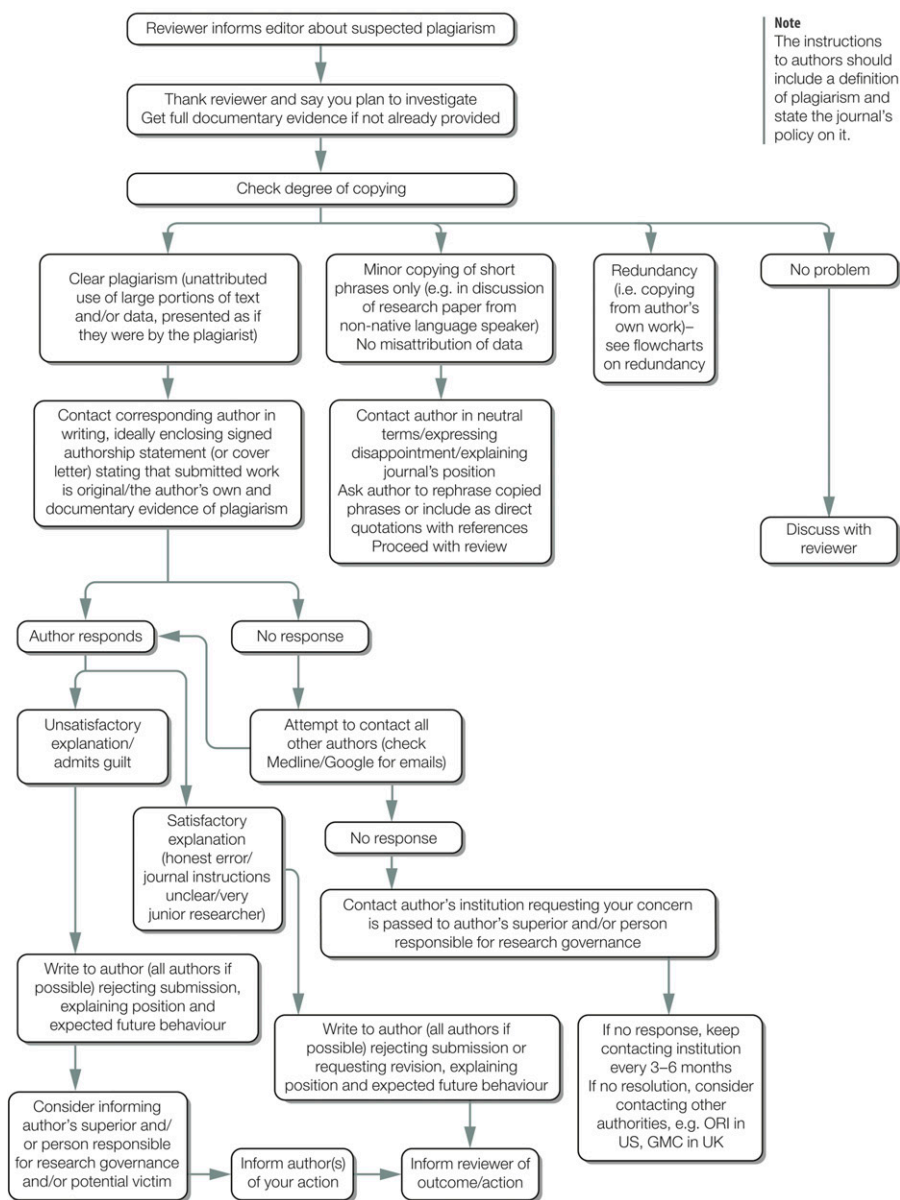 Reviewer informs editor about suspected plagiarism
Note
The instructions
to authors should
include a definition
of plagiarism and
state the journal's
policy on it.
Thank reviewer and say you plan to investigate
Get full documentary evidence if not already provided
Check degree of copying
Clear plagiarism (unattributed
use of large portions of text
and/or data, presented as if
they were by the plagiarist)
Minor copying of short
phrases only (e.g. in discussion
of research paper from
non-native language speaker)
No misattribution of data
Redundancy
(i.e. copying
from author's
own work)–
see flowcharts
on redundancy
No problem
Contact corresponding author in
writing, ideally enclosing signed
authorship statement (or cover
letter) stating that submitted work
is original/the author's own and
documentary evidence of plagiarism
Contact author in neutral
terms/expressing
disappointment/explaining
journal's position
Ask author to rephrase copied
phrases or include as direct
quotations with references
Proceed with review
Discuss with
reviewer
Author responds
No response
Unsatisfactory
explanation/
admits guilt
Attempt to contact all
other authors (check
Medline/Google for emails)
Satisfactory
explanation
(honest error/
journal instructions
unclear/very
junior researcher)
No response
Contact author's institution requesting your concern
is passed to author's superior and/or person
responsible for research governance
Write to author (all authors if
possible) rejecting submission,
explaining position and
expected future behaviour
Write to author (all authors if
possible) rejecting submission or
requesting revision, explaining
position and expected future behaviour
If no response, keep
contacting institution
every 3–6 months
If no resolution, consider
contacting other
authorities, e.g. ORI in
US, GMC in UK
Consider informing
author's superior and/
or person responsible
for research governance
and/or potential victim
Inform author(s)
of your action
Inform reviewer of
outcome/action